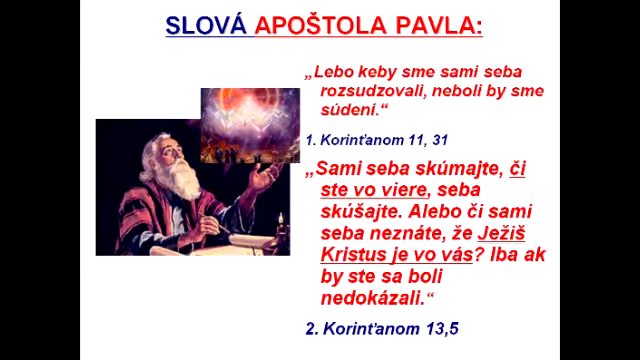 SLOVÁ APOŠTOLA PAVLA:
„Lebo keby sme sami seba
rozsudzovali, neboli by sme
súdení.“
1. Korinťanom 11, 31
„Sami seba skúmajte, či
ste vo viere, seba
skúšajte. Alebo či sami
seba neznáte, že Ježiš
Kristus je vo vás? Iba ak
by ste sa boli
nedokázali.“
2. Korinťanom 13,5